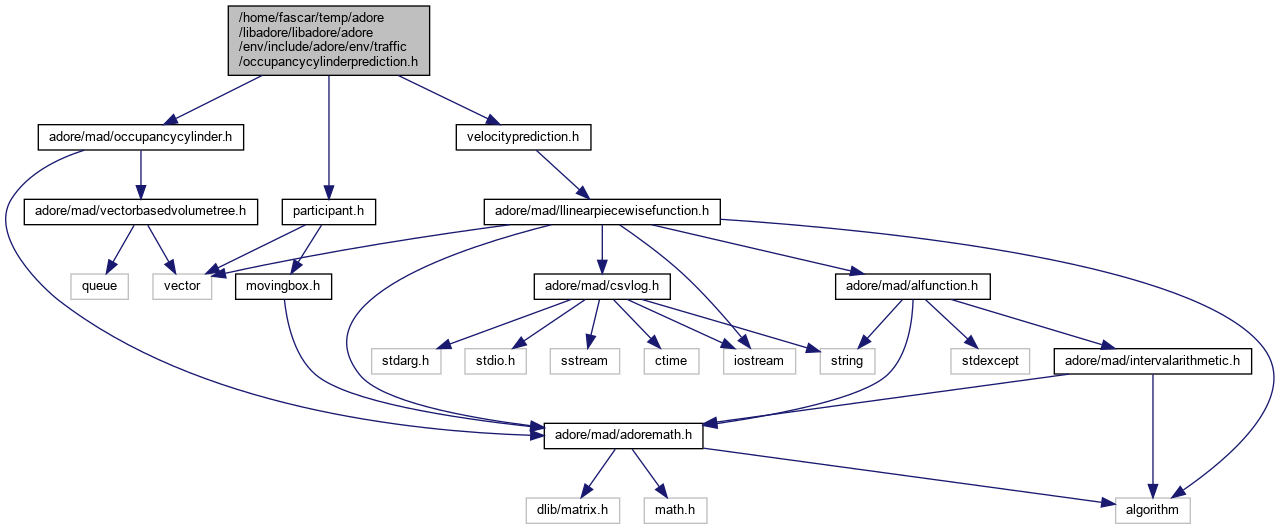 /home/fascar/temp/adore
/libadore/libadore/adore
/env/include/adore/env/traffic
/occupancycylinderprediction.h
adore/mad/occupancycylinder.h
velocityprediction.h
adore/mad/vectorbasedvolumetree.h
participant.h
adore/mad/llinearpiecewisefunction.h
queue
vector
movingbox.h
adore/mad/csvlog.h
adore/mad/alfunction.h
stdarg.h
stdio.h
sstream
ctime
iostream
string
stdexcept
adore/mad/intervalarithmetic.h
adore/mad/adoremath.h
dlib/matrix.h
math.h
algorithm